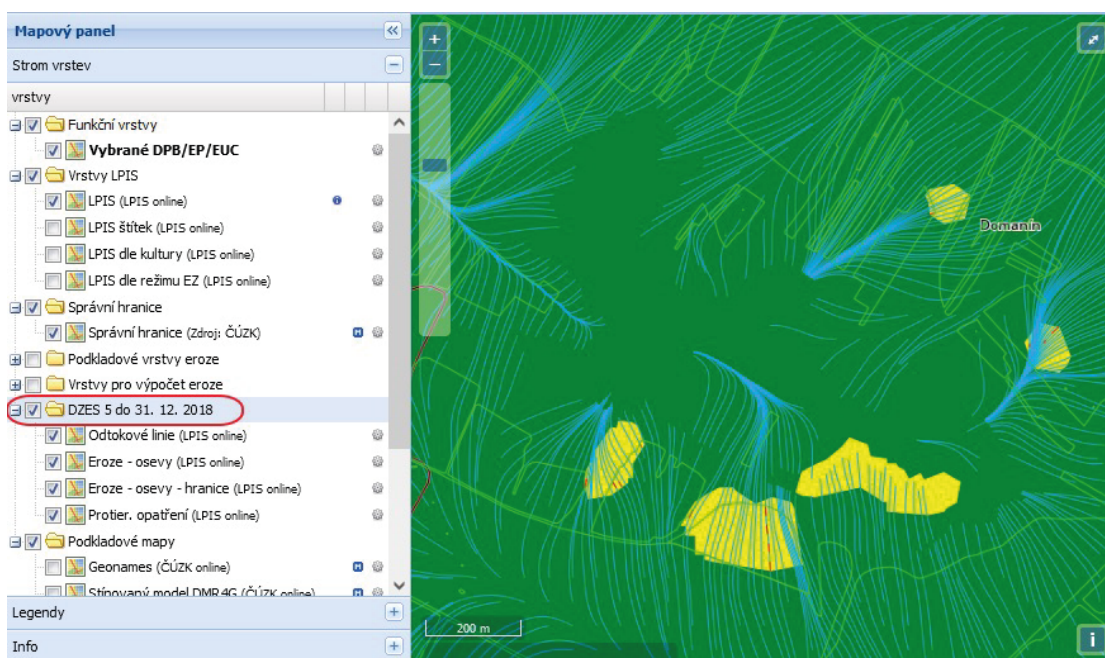 Mapový panel
Strom vrstev
vrstvy
Funkční vrstvy
Vybrané DPB/EP/EUC
Vrstvy LPIS
LPIS (LPIS online)
LPIS štítek (LPIS online)
LPIS dle kultury (LPIS online)
LPIS dle režimu EZ (LPIS online)
Správní hranice
Správní hranice (Zdroj: ČÚZK)
Podkladové vrstvy eroze
Vrstvy pro výpočet eroze
DZES 5 do 31. 12. 2018
Odtokové linie (LPIS online)
Eroze - osevy (LPIS online)
Eroze - osevy - hranice (LPIS online)
Protier. opatření (LPIS online)
Podkladové mapy
Geonames (ČÚZK online)
Stínovaný model DMR 4G (ČÚZK online)
Legendy
Info
Domanín
200 m